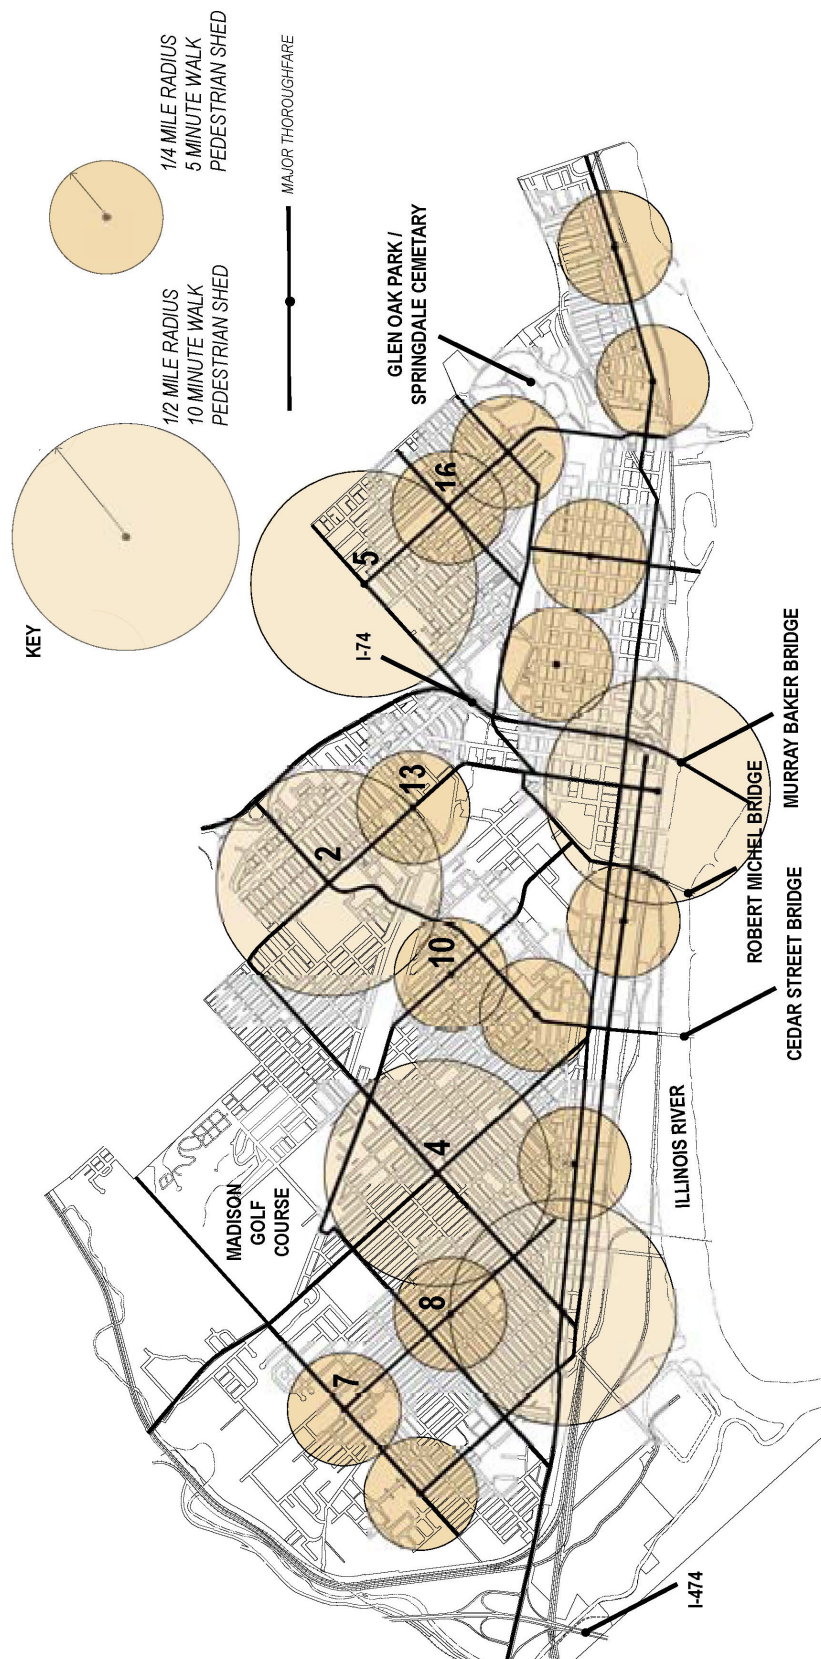 KEY
1/2 MILE RADIUS
10 MINUTE WALK
PEDESTRIAN SHED
1/4 MILE RADIUS
5 MINUTE WALK
PEDESTRIAN SHED
MAJOR THOROUGHFARE
GLEN OAK PARK /
SPRINGDALE CEMETARY
I-74
MADISON
GOLF
COURSE
7
8
4
10
2
13
5
16
I-474
ILLINOIS RIVER
CEDAR STREET BRIDGE
ROBERT MICHEL BRIDGE
MURRAY BAKER BRIDGE